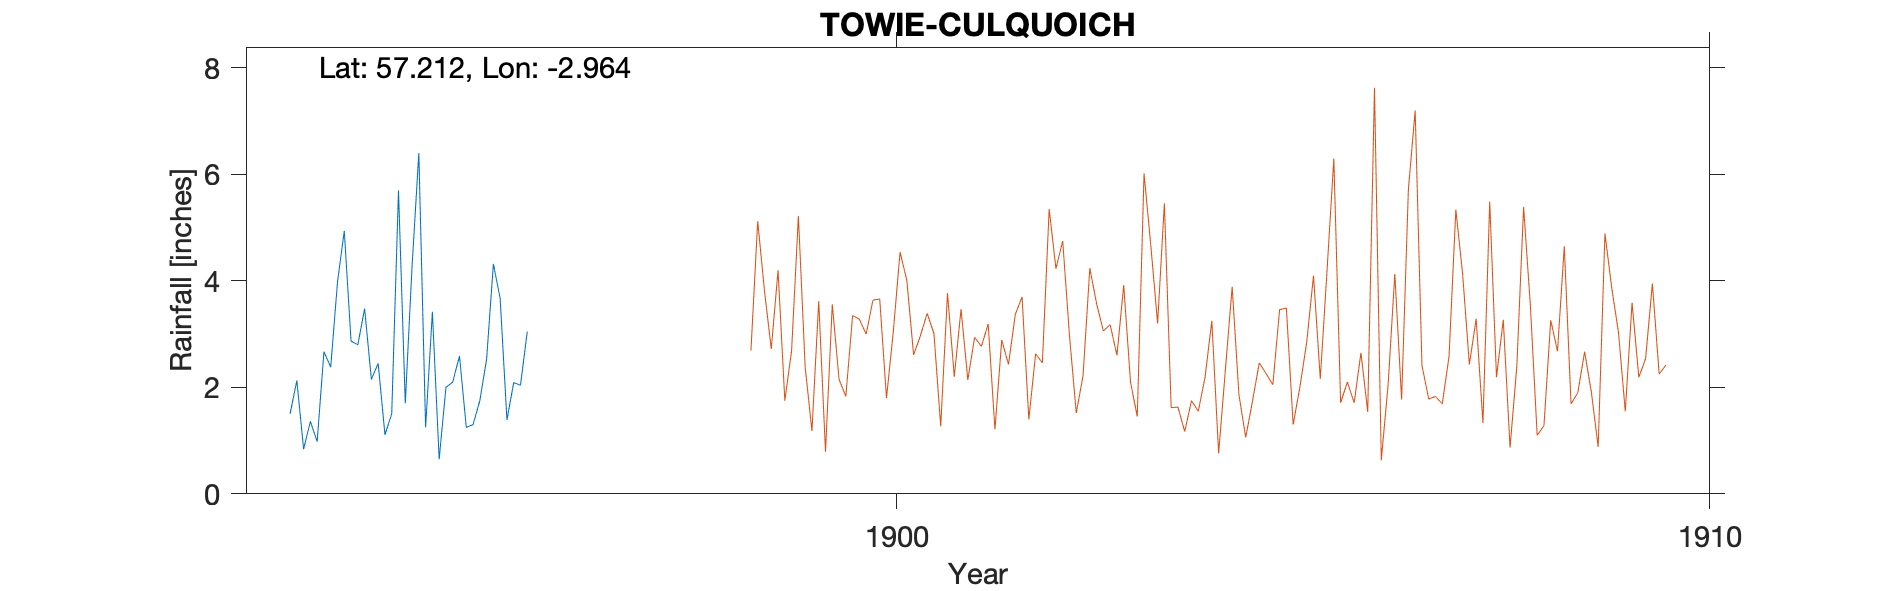 TOWIE-CULQUOICH
Lat: 57.212, Lon: -2.964
8
6
4
2
0
Rainfall [inches]
1900
1910
Year